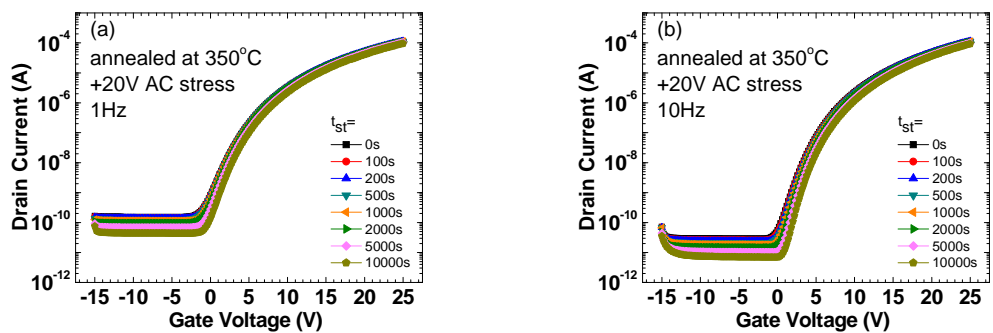 (a)
annealed at 350°C
+20V AC stress
1Hz
t_st=
0s
100s
200s
500s
1000s
2000s
5000s
10000s
10^-4
10^-6
10^-8
10^-10
10^-12
Drain Current (A)
-15 -10 -5 0 5 10 15 20 25
Gate Voltage (V)
(b)
annealed at 350°C
+20V AC stress
10Hz
t_st=
0s
100s
200s
500s
1000s
2000s
5000s
10000s
10^-4
10^-6
10^-8
10^-10
10^-12
Drain Current (A)
-15 -10 -5 0 5 10 15 20 25
Gate Voltage (V)